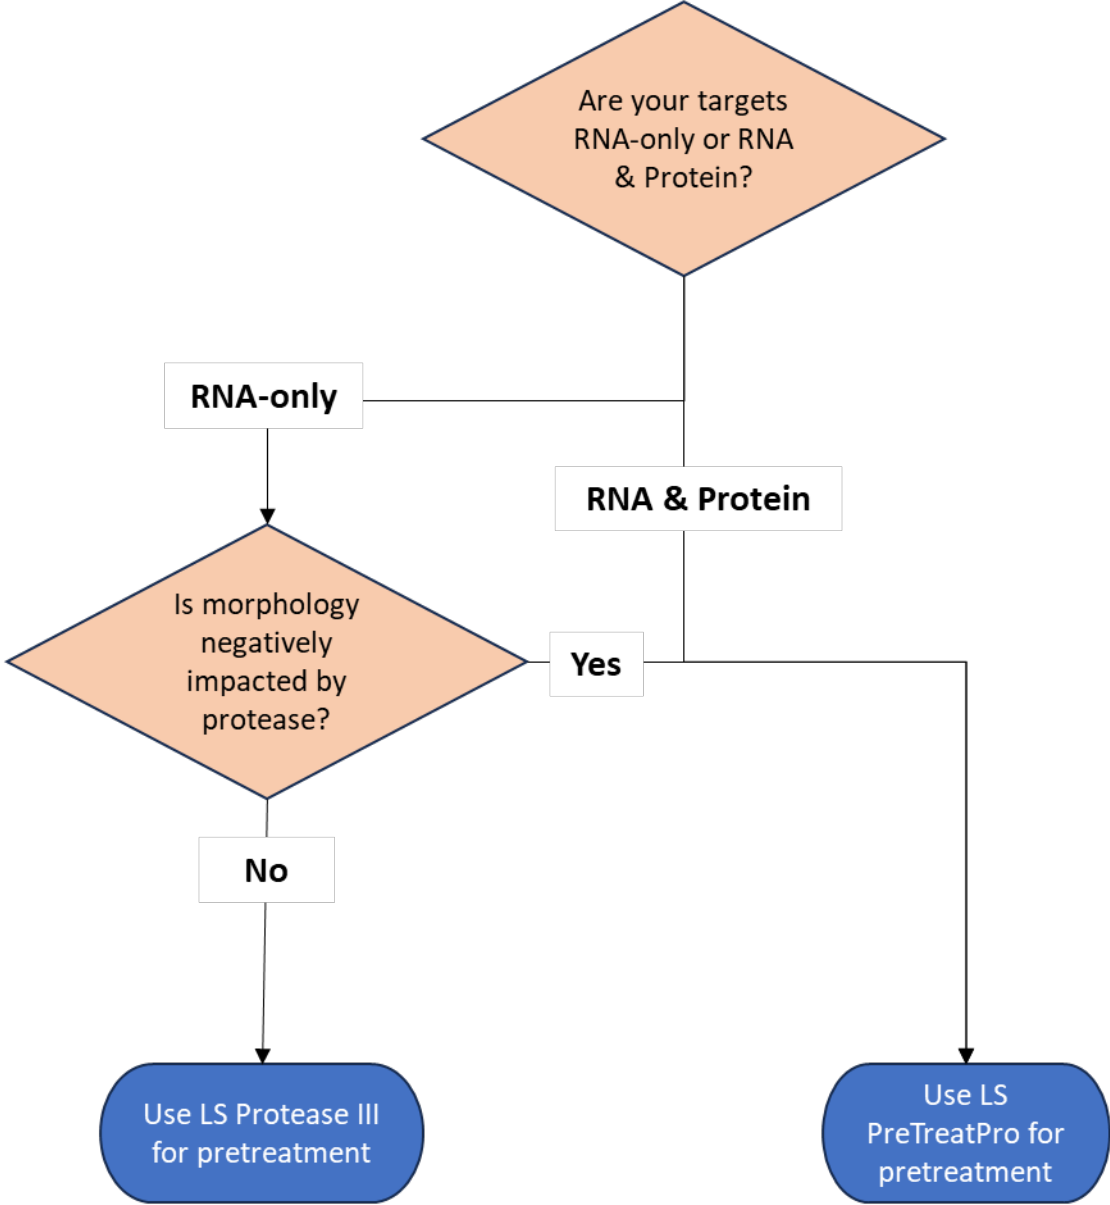 Are your targets
RNA-only or RNA
& Protein?
RNA-only
RNA & Protein
Is morphology
negatively
impacted by
protease?
Yes
No
Use LS Protease III
for pretreatment
Use LS
PreTreatPro for
pretreatment